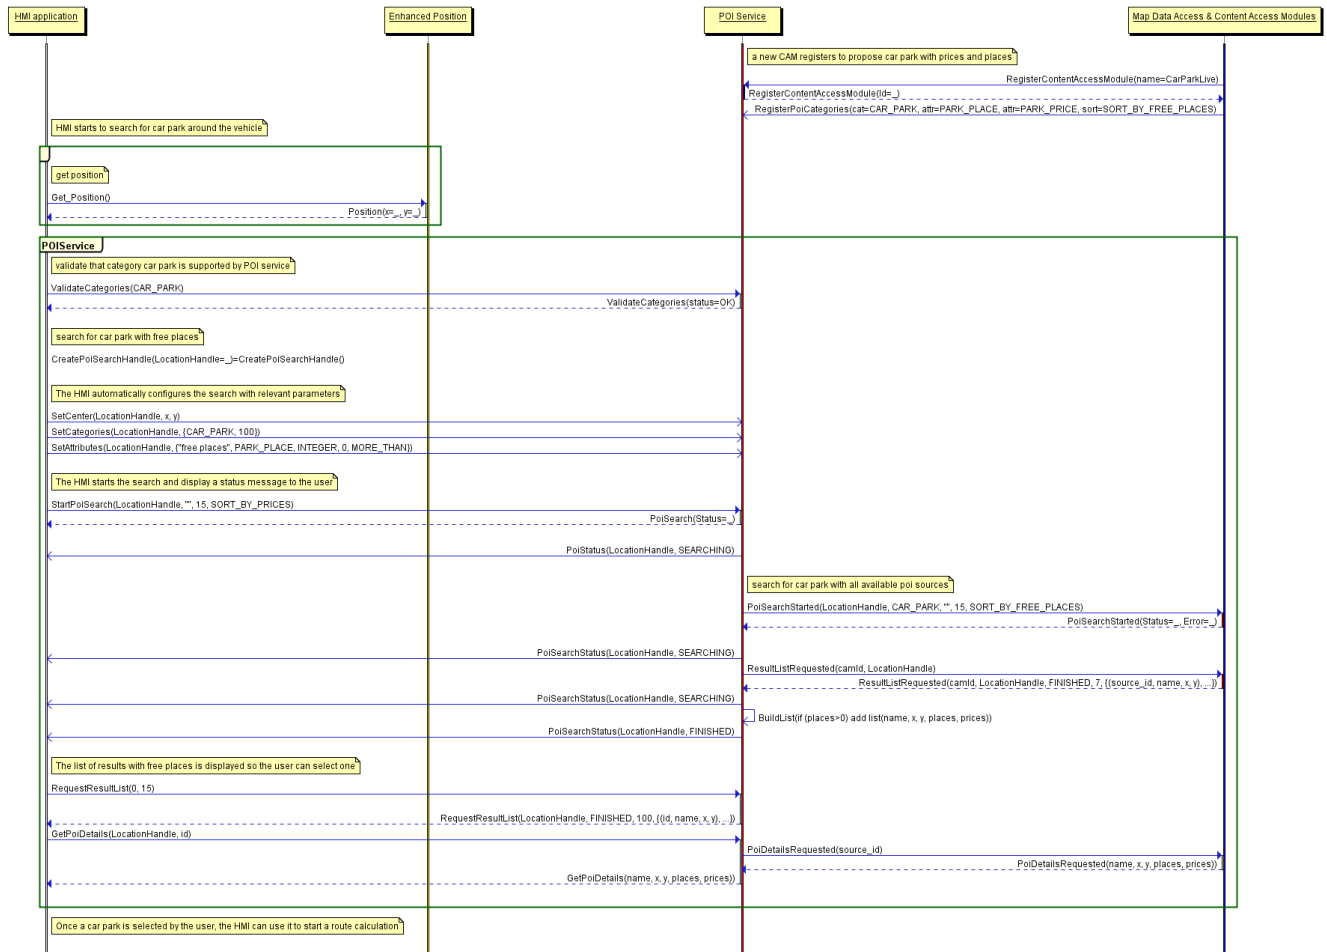 HMI application
Enhanced Position
POI Service
Map Data Access & Content Access Modules
a new CAM registers to propose car park with prices and places
RegisterContentAccessModule(name=CarParkLive)
RegisterContentAccessModule(Id=_)
RegisterPoiCategories(cat=CAR_PARK, attr=PARK_PLACE, attr=PARK_PRICE, sort=SORT_BY_FREE_PLACES)
HMI starts to search for car park around the vehicle
get position
Get_Position()
Position(x=_, y=_)
POIService
validate that category car park is supported by POI service
ValidateCategories(CAR_PARK)
ValidateCategories(status=OK)
search for car park with free places
CreatePoiSearchHandle(LocationHandle=_)=CreatePoiSearchHandle()
The HMI automatically configures the search with relevant parameters
SetCenter(LocationHandle, x, y)
SetCategories(LocationHandle, {CAR_PARK, 100})
SetAttributes(LocationHandle, {"free places", PARK_PLACE, INTEGER, 0, MORE_THAN})
The HMI starts the search and display a status message to the user
StartPoiSearch(LocationHandle, "", 15, SORT_BY_PRICES)
PoiSearch(Status=_)
PoiStatus(LocationHandle, SEARCHING)
search for car park with all available poi sources
PoiSearchStarted(LocationHandle, CAR_PARK, "", 15, SORT_BY_FREE_PLACES)
PoiSearchStarted(Status=_, Error=_)
PoiSearchStatus(LocationHandle, SEARCHING)
ResultListRequested(camId, LocationHandle)
ResultListRequested(camId, LocationHandle, FINISHED, 7, {(source_id, name, x, y), ...})
PoiSearchStatus(LocationHandle, SEARCHING)
BuildList(if (places>0) add list(name, x, y, places, prices))
PoiSearchStatus(LocationHandle, FINISHED)
The list of results with free places is displayed so the user can select one
RequestResultList(0, 15)
RequestResultList(LocationHandle, FINISHED, 100, {(id, name, x, y), ...})
GetPoiDetails(LocationHandle, id)
PoiDetailsRequested(source_id)
PoiDetailsRequested(name, x, y, places, prices))
GetPoiDetails(name, x, y, places, prices))
Once a car park is selected by the user, the HMI can use it to start a route calculation